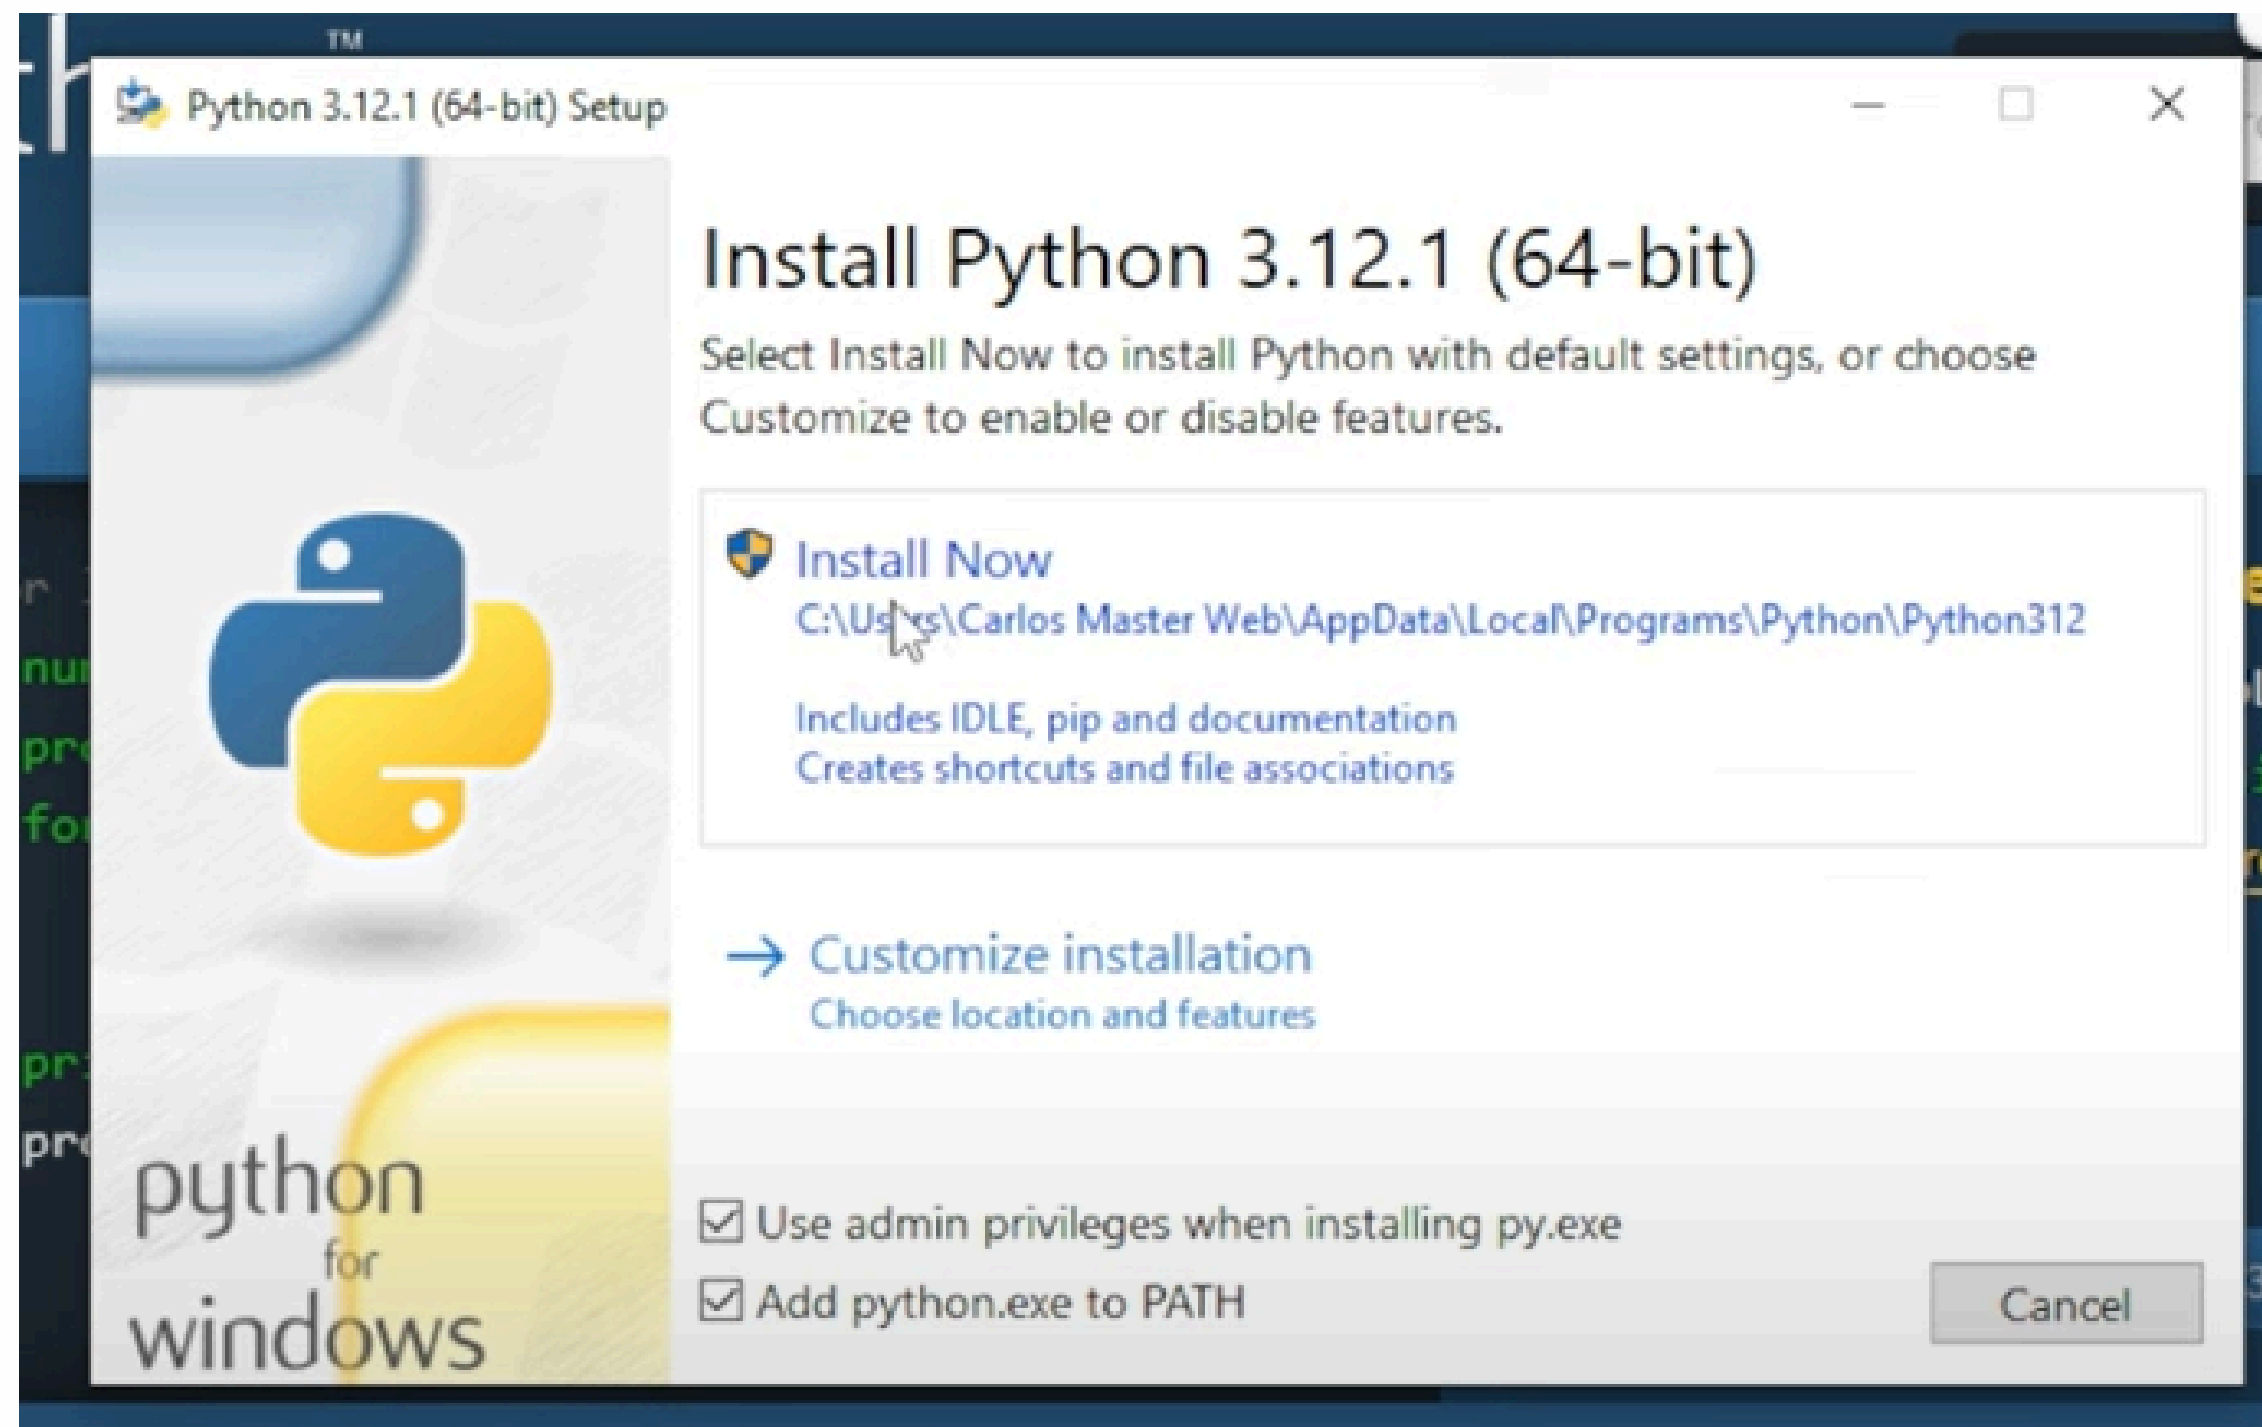 TM
Python 3.12.1 (64-bit) Setup
Install Python 3.12.1 (64-bit)
Select Install Now to install Python with default settings, or choose
Customize to enable or disable features.
Install Now
C:\Users\Carlos Master Web\AppData\Local\Programs\Python\Python312
Includes IDLE, pip and documentation
Creates shortcuts and file associations
Customize installation
Choose location and features
python
for
windows
Use admin privileges when installing py.exe
Add python.exe to PATH
Cancel